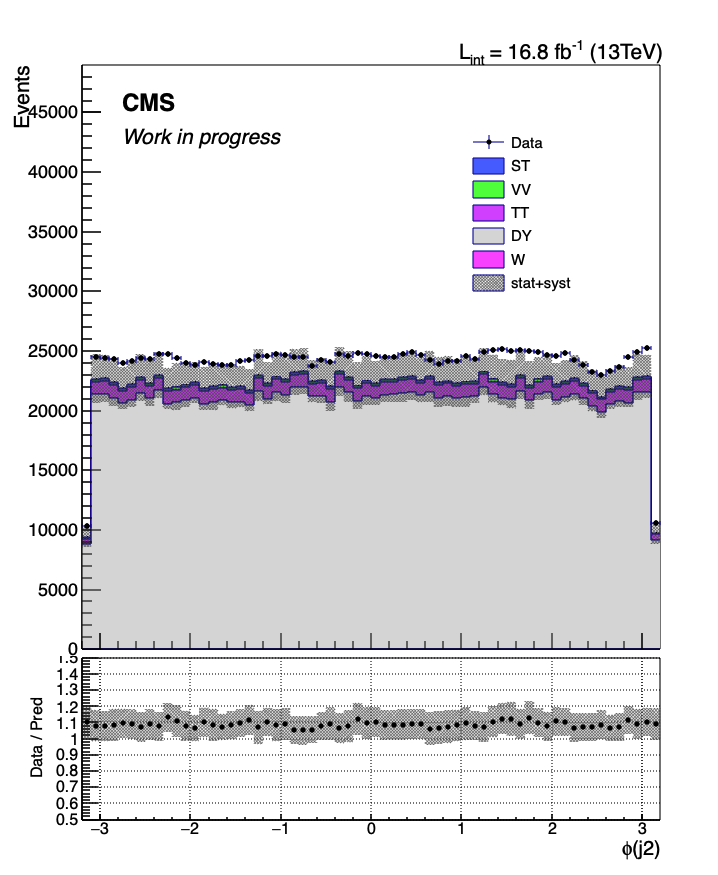 L_int = 16.8 fb⁻¹ (13TeV)
Events
CMS
Work in progress
45000
40000
35000
30000
25000
20000
15000
10000
5000
0
Data
ST
VV
TT
DY
W
stat+syst
Data / Pred
1.5
1.4
1.3
1.2
1.1
1
0.9
0.8
0.7
0.6
0.5
−3 −2 −1 0 1 2 3
ϕ(j2)